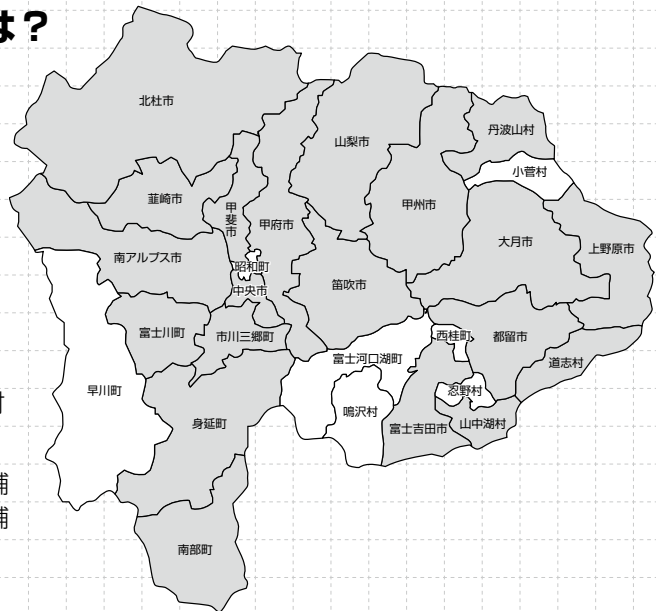 は？
北杜市
丹波山村
山梨市
小菅村
韮崎市
甲斐市
甲府市
甲州市
大月市
上野原市
南アルプス市
昭和町
中央市
笛吹市
富士川町
市川三郷町
西桂町
都留市
富士河口湖町
道志村
早川町
忍野村
村
鳴沢村
身延町
富士吉田市
山中湖村
補
補
南部町